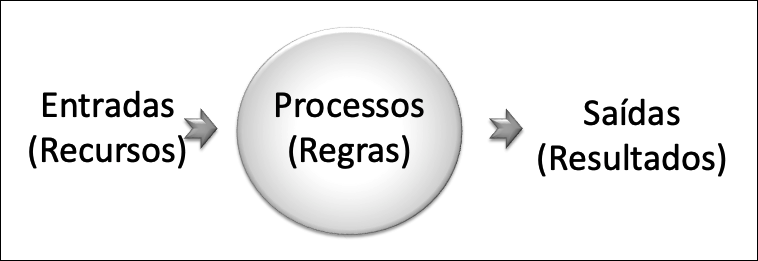 Entradas
(Recursos)
Processos
(Regras)
Saídas
(Resultados)